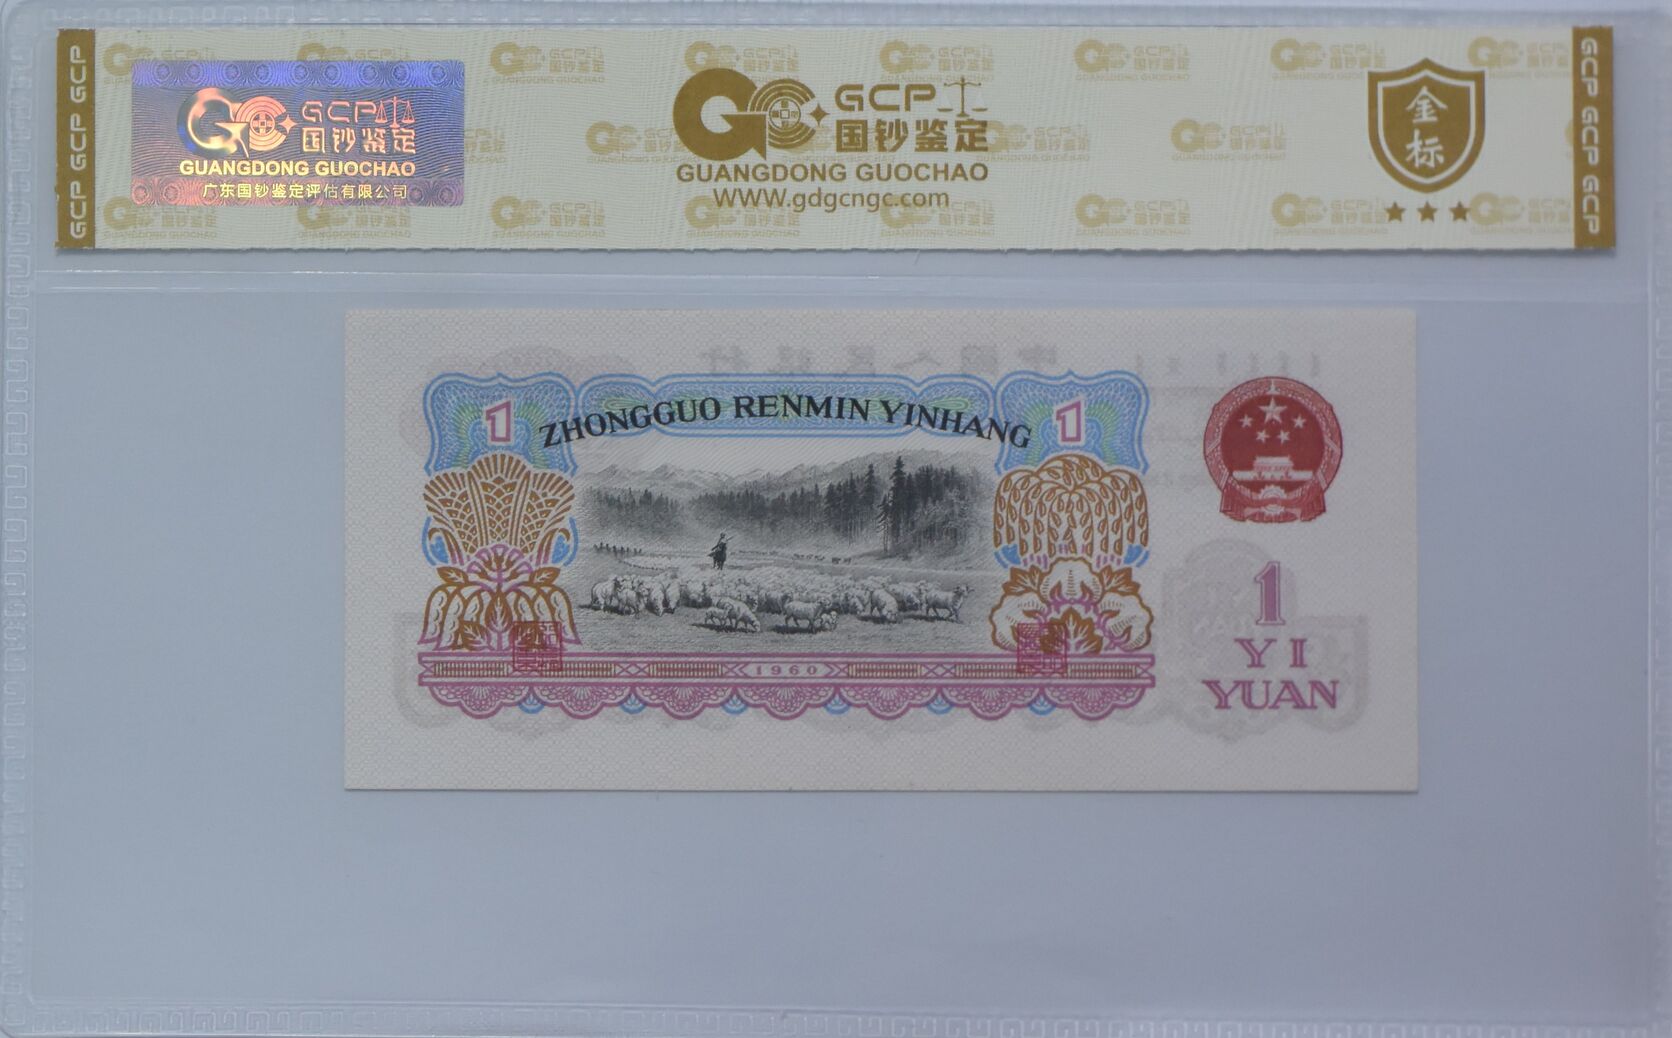 GCP GCP GCP
GCP
国钞鉴定
GUANGDONG GUOCHAO
广东国钞鉴定评估有限公司
GCP
国钞鉴定
GUANGDONG GUOCHAO
WWW.gdgcngc.com
金
标
GCP GCP GCP
ZHONGGUO RENMIN YINHANG
1
1
1960
1
YI
YUAN